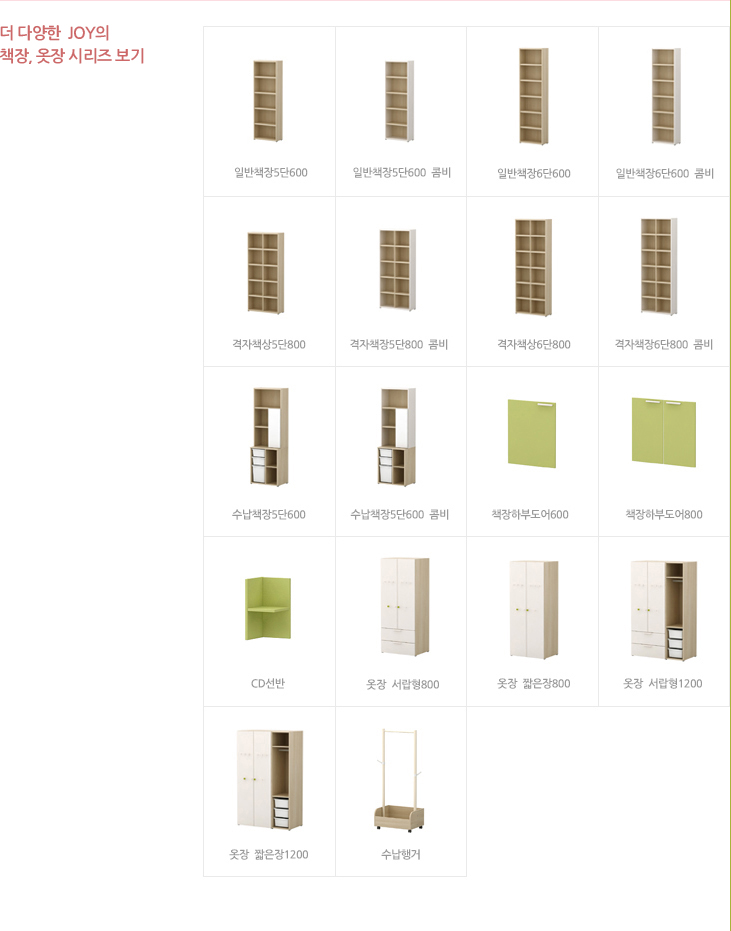 더 다양한 JOY의
책장, 옷장 시리즈 보기
일반책장5단600
일반책장5단600 콤비
일반책장6단600
일반책장6단600 콤비
격자책상5단800
격자책장5단800 콤비
격자책상6단800
격자책장6단800 콤비
수납책장5단600
수납책장5단600 콤비
책장하부도어600
책장하부도어800
CD선반
옷장 서랍형800
옷장 짧은장800
옷장 서랍형1200
옷장 짧은장1200
수납행거